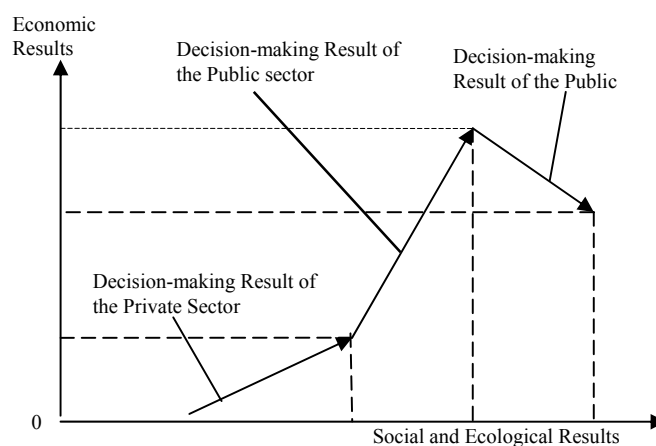 Economic
Results
Decision-making Result of
the Public sector
Decision-making
Result of the Public
Decision-making Result of
the Private Sector
0
Social and Ecological Results